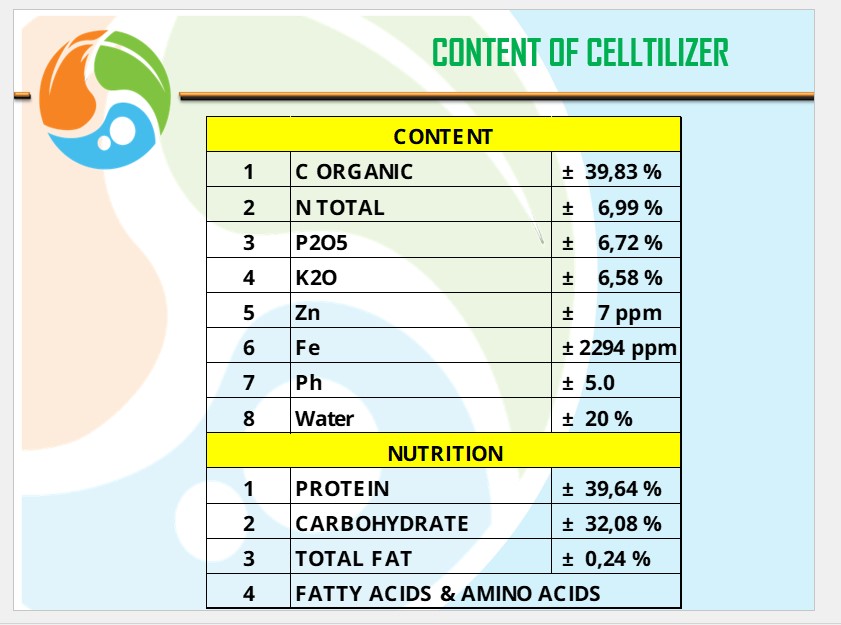 CONTENT OF CELLTILIZER
CONTENT
1 C ORGANIC ± 39,83 %
2 N TOTAL ± 6,99 %
3 P2O5 ± 6,72 %
4 K2O ± 6,58 %
5 Zn ± 7 ppm
6 Fe ± 2294 ppm
7 Ph ± 5.0
8 Water ± 20 %
NUTRITION
1 PROTEIN ± 39,64 %
2 CARBOHYDRATE ± 32,08 %
3 TOTAL FAT ± 0,24 %
4 FATTY ACIDS & AMINO ACIDS